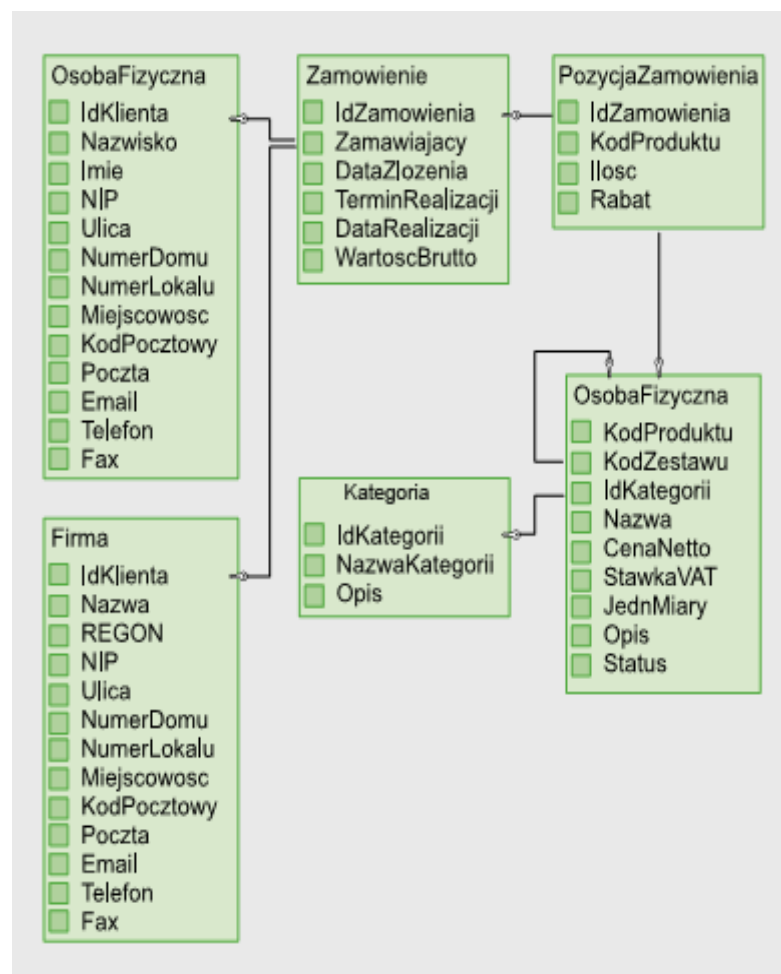 OsobaFizyczna
IdKlienta
Nazwisko
Imie
NIP
Ulica
NumerDomu
NumerLokalu
Miejscowosc
KodPocztowy
Poczta
Email
Telefon
Fax
Zamowienie
IdZamowienia
Zamawiajacy
DataZlozenia
TerminRealizacji
DataRealizacji
WartoscBrutto
PozycjaZamowienia
IdZamowienia
KodProduktu
Ilosc
Rabat
OsobaFizyczna
KodProduktu
KodZestawu
IdKategorii
Nazwa
CenaNetto
StawkaVAT
JednMiary
Opis
Status
Kategoria
IdKategorii
NazwaKategorii
Opis
Firma
IdKlienta
Nazwa
REGON
NIP
Ulica
NumerDomu
NumerLokalu
Miejscowosc
KodPocztowy
Poczta
Email
Telefon
Fax